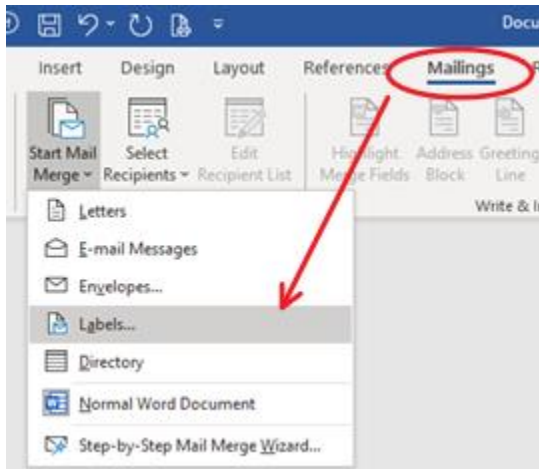 Docu
Insert Design Layout References Mailings
Start Mail Merge Select Recipients Edit Recipient List Highlight Merge Fields Address Block Greeting Line
Write & I
Letters
E-mail Messages
Envelopes...
Labels...
Directory
Normal Word Document
Step-by-Step Mail Merge Wizard...